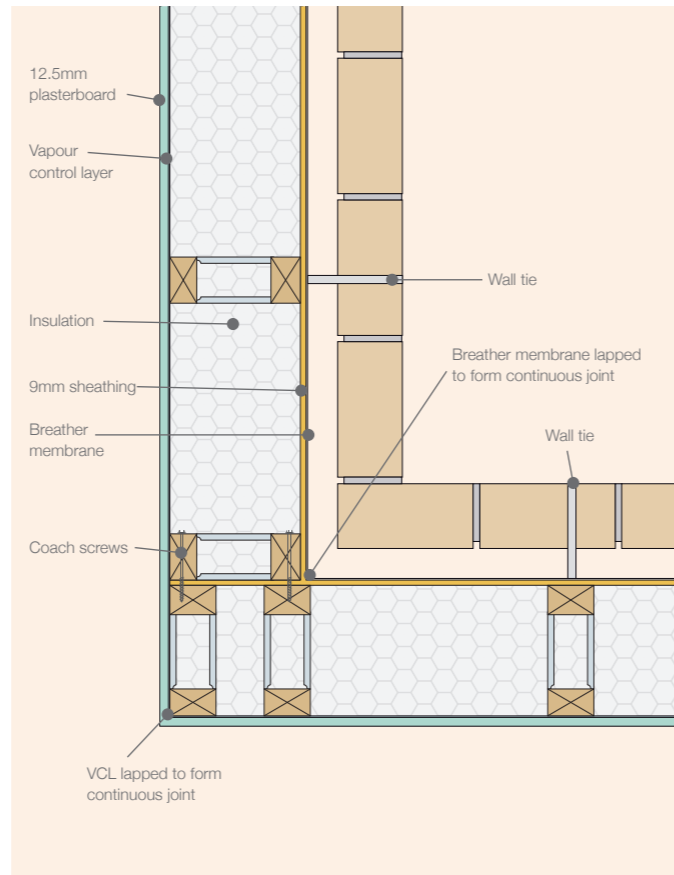 12.5mm
plasterboard
Vapour
control layer
Wall tie
Insulation
Breather membrane lapped
to form continuous joint
9mm sheathing
Breather
membrane
Wall tie
Coach screws
VCL lapped to form
continuous joint